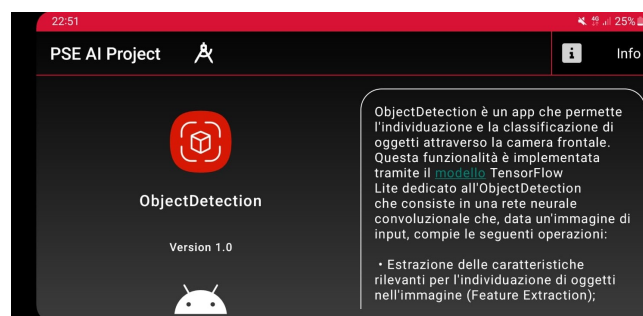 22:51
25%
PSE AI Project
Info
ObjectDetection
Version 1.0
ObjectDetection è un app che permette
l'individuazione e la classificazione di
oggetti attraverso la camera frontale.
Questa funzionalità è implementata
tramite il modello TensorFlow
Lite dedicato all'ObjectDetection
che consiste in una rete neurale
convoluzionale che, data un'immagine di
input, compie le seguenti operazioni:
• Estrazione delle caratteristiche
rilevanti per l'individuazione di oggetti
nell'immagine (Feature Extraction);